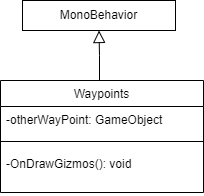 MonoBehavior
Waypoints
-otherWayPoint: GameObject
-OnDrawGizmos(): void